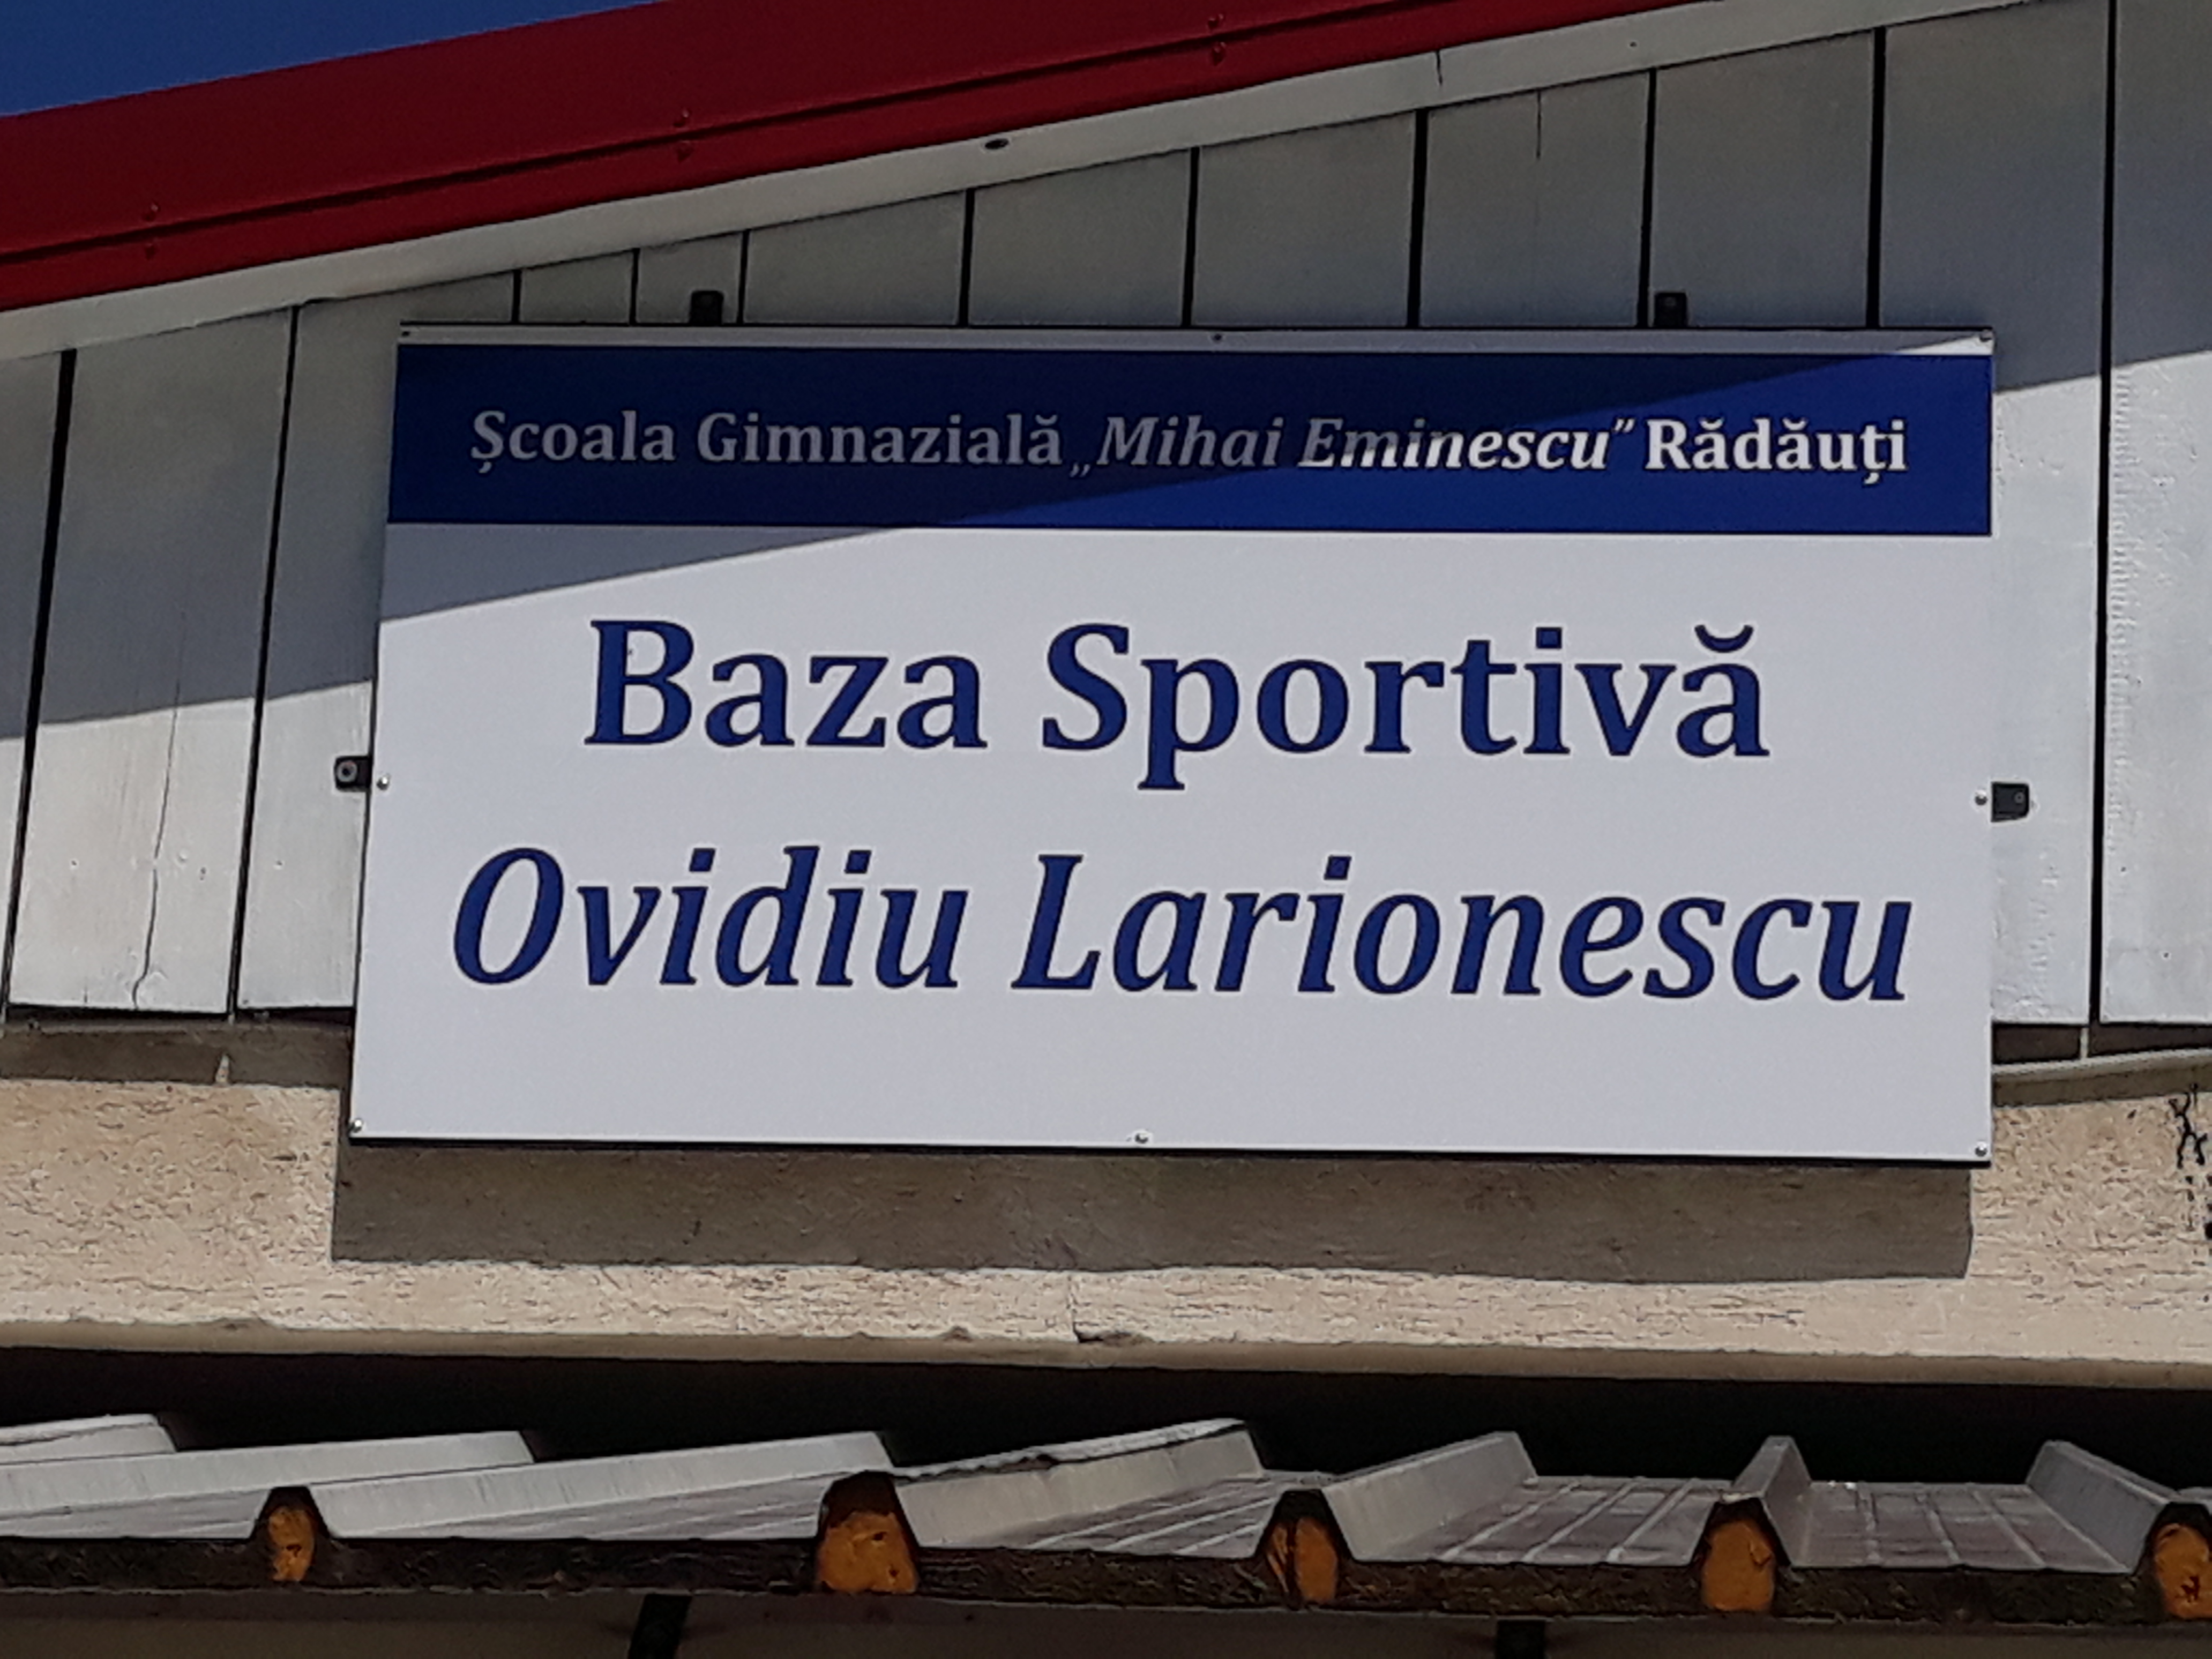 Școala Gimnazială „Mihai Eminescu” Rădăuți
Baza Sportivă
Ovidiu Larionescu